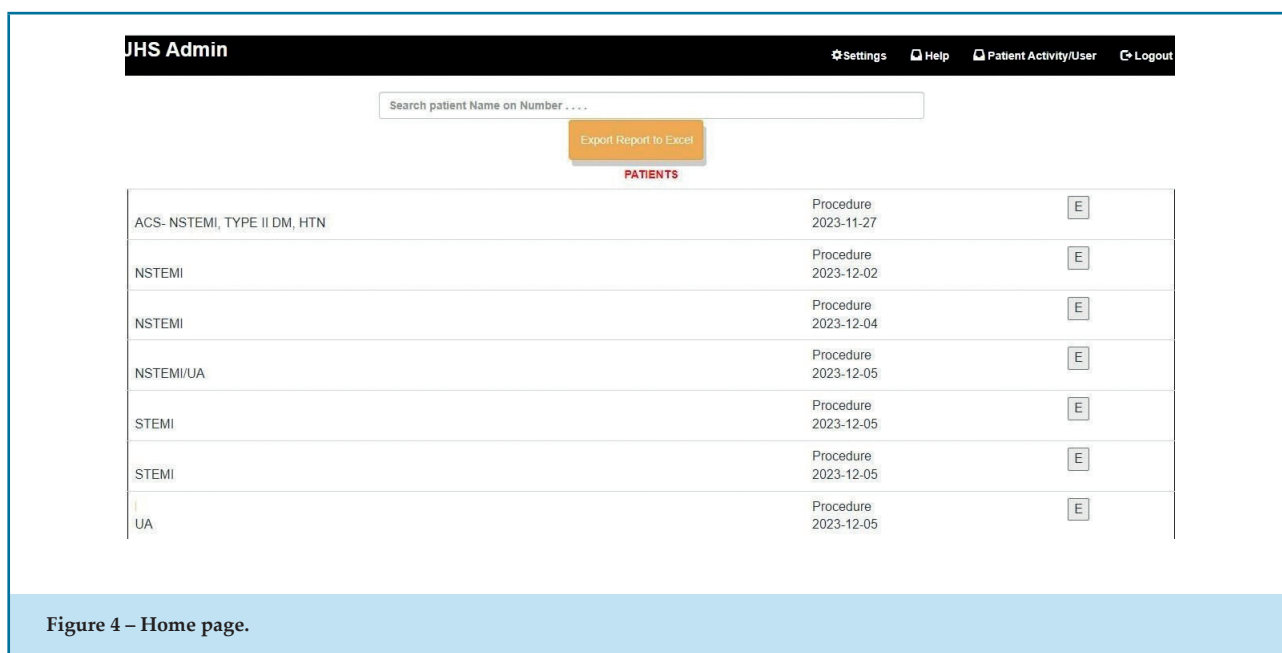 JHS Admin
Settings Help Patient Activity/User Logout
Search patient Name on Number . . . .
Export Report to Excel
PATIENTS
Procedure E
ACS- NSTEMI, TYPE II DM, HTN 2023-11-27
Procedure E
NSTEMI 2023-12-02
Procedure E
NSTEMI 2023-12-04
Procedure E
NSTEMI/UA 2023-12-05
Procedure E
STEMI 2023-12-05
Procedure E
STEMI 2023-12-05
Procedure E
UA 2023-12-05
Figure 4 – Home page.